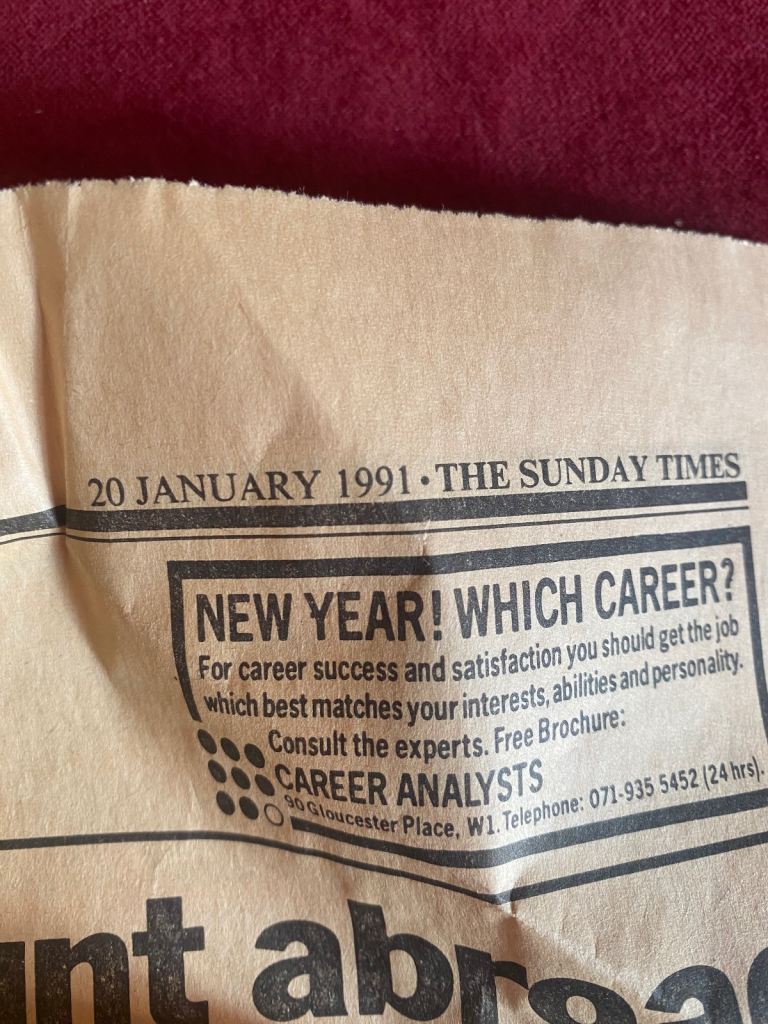 20 JANUARY 1991 · THE SUNDAY TIMES
NEW YEAR! WHICH CAREER?
For career success and satisfaction you should get the job
which best matches your interests, abilities and personality.
Consult the experts. Free Brochure:
CAREER ANALYSTS
90 Gloucester Place, W1. Telephone: 071-935 5452 (24 hrs).